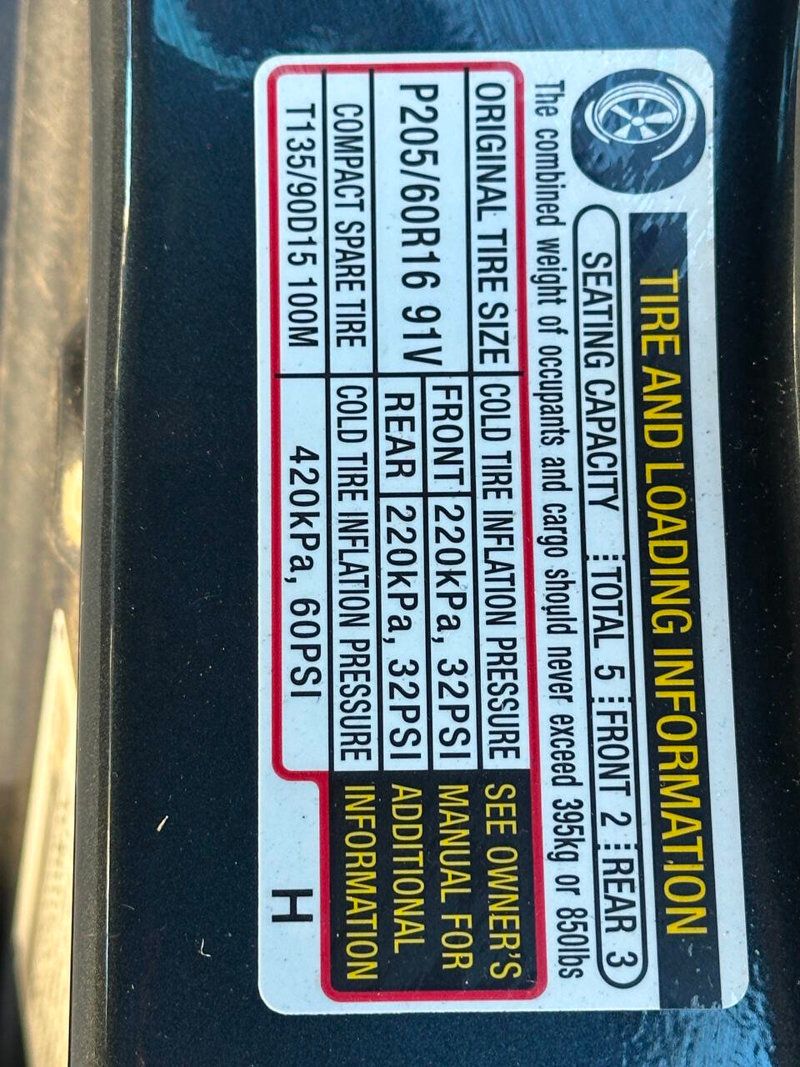 TIRE AND LOADING INFORMATION
SEATING CAPACITY TOTAL 5 FRONT 2 REAR 3
The combined weight of occupants and cargo should never exceed 395kg or 850lbs
ORIGINAL TIRE SIZE COLD TIRE INFLATION PRESSURE
P205/60R16 91V
FRONT 220kPa, 32PSI
REAR 220kPa, 32PSI
COMPACT SPARE TIRE COLD TIRE INFLATION PRESSURE
T135/90D15 100M 420kPa, 60PSI
SEE OWNER'S
MANUAL FOR
ADDITIONAL
INFORMATION
H